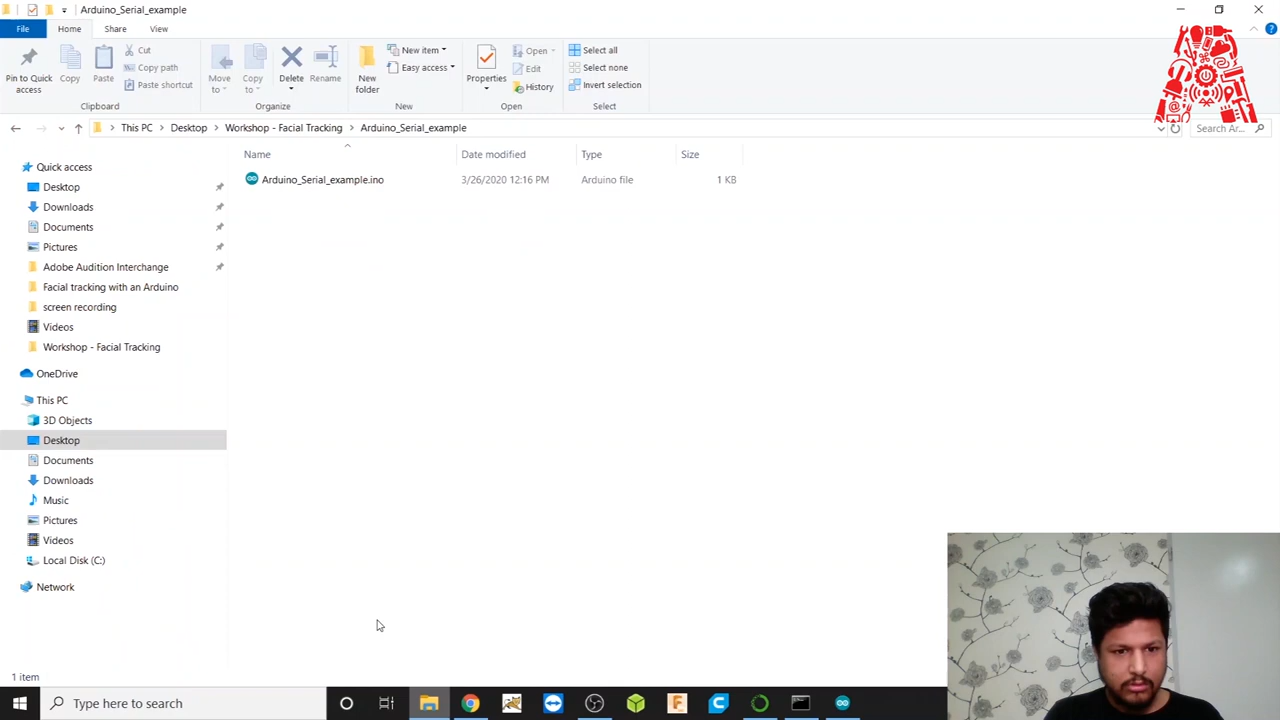 Arduino_Serial_example
File Home Share View
Pin to Quick access
Copy
Paste
Cut
Copy path
Paste shortcut
Clipboard
Move to
Copy to
Delete
Rename
Organize
New folder
New item
Easy access
New
Properties
Open
Edit
History
Open
Select all
Select none
Invert selection
Select
This PC > Desktop > Workshop - Facial Tracking > Arduino_Serial_example
Search Ar...
Name Date modified Type Size
Arduino_Serial_example.ino 3/26/2020 12:16 PM Arduino file 1 KB
Quick access
Desktop
Downloads
Documents
Pictures
Adobe Audition Interchange
Facial tracking with an Arduino
screen recording
Videos
Workshop - Facial Tracking
OneDrive
This PC
3D Objects
Desktop
Documents
Downloads
Music
Pictures
Videos
Local Disk (C:)
Network
1 item
Type here to search